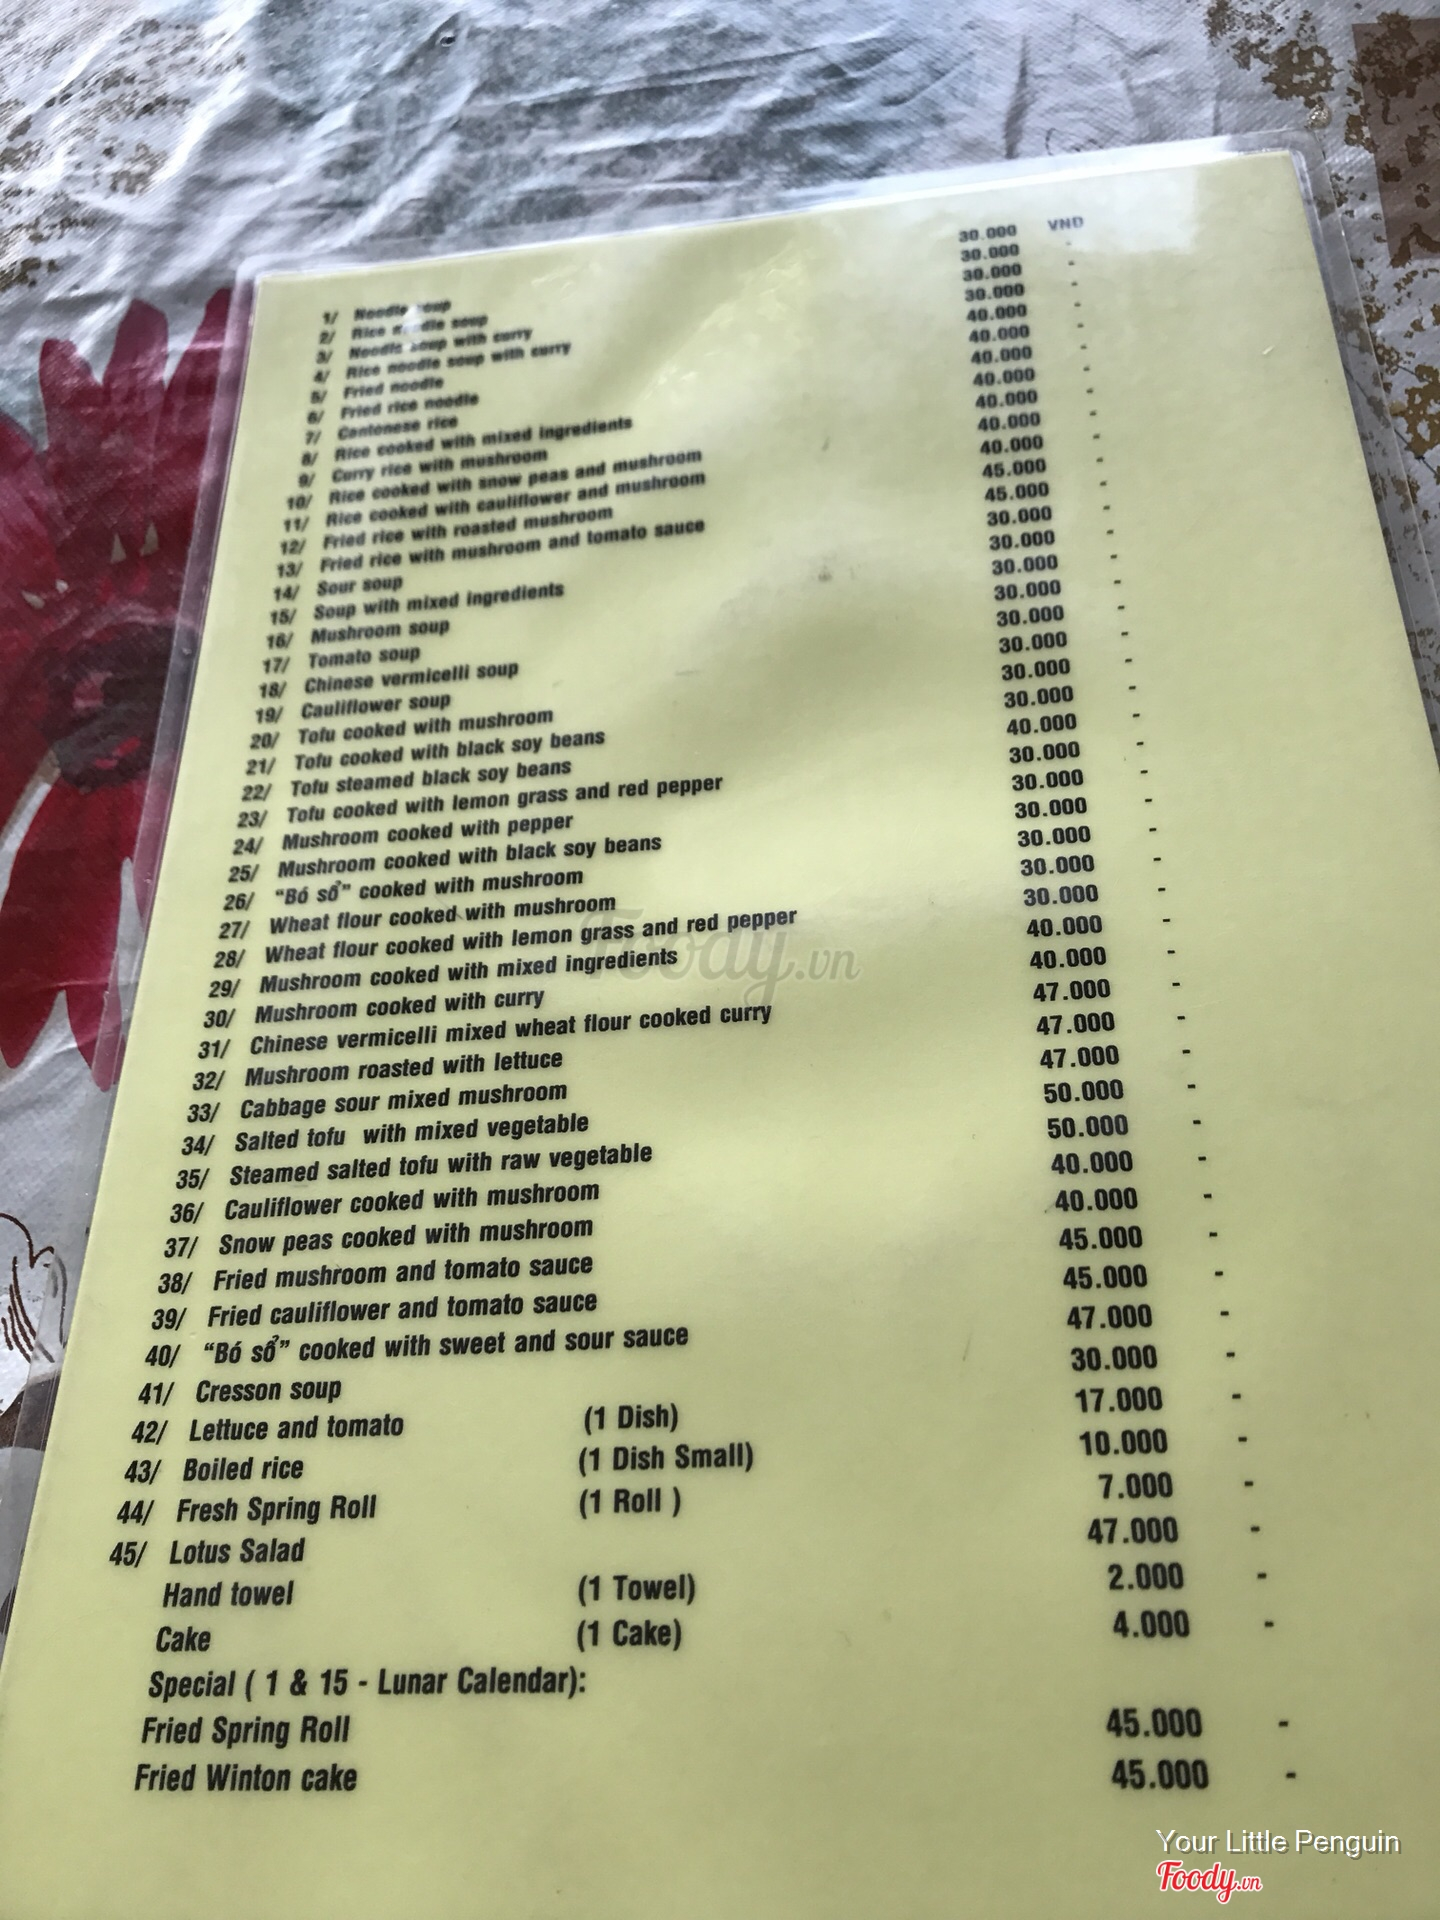 1/ Noodle soup 30.000 VND
2/ Rice noodle soup 30.000 -
3/ Noodle soup with curry 30.000 -
4/ Rice noodle soup with curry 30.000 -
5/ Fried noodle 40.000 -
6/ Fried rice noodle 40.000 -
7/ Cantonese rice 40.000 -
8/ Rice cooked with mixed ingredients 40.000 -
9/ Curry rice with mushroom 40.000 -
10/ Rice cooked with snow peas and mushroom 40.000 -
11/ Rice cooked with cauliflower and mushroom 40.000 -
12/ Fried rice with roasted mushroom 45.000 -
13/ Fried rice with mushroom and tomato sauce 45.000 -
14/ Sour soup 30.000 -
15/ Soup with mixed ingredients 30.000 -
16/ Mushroom soup 30.000 -
17/ Tomato soup 30.000 -
18/ Chinese vermicelli soup 30.000 -
19/ Cauliflower soup 30.000 -
20/ Tofu cooked with mushroom 30.000 -
21/ Tofu cooked with black soy beans 30.000 -
22/ Tofu steamed black soy beans 40.000 -
23/ Tofu cooked with lemon grass and red pepper 30.000 -
24/ Mushroom cooked with pepper 30.000 -
25/ Mushroom cooked with black soy beans 30.000 -
26/ “Bó sổ” cooked with mushroom 30.000 -
27/ Wheat flour cooked with mushroom 30.000 -
28/ Wheat flour cooked with lemon grass and red pepper 30.000 -
29/ Mushroom cooked with mixed ingredients 40.000 -
30/ Mushroom cooked with curry 40.000 -
31/ Chinese vermicelli mixed wheat flour cooked curry 47.000 -
32/ Mushroom roasted with lettuce 47.000 -
33/ Cabbage sour mixed mushroom 47.000 -
34/ Salted tofu with mixed vegetable 50.000 -
35/ Steamed salted tofu with raw vegetable 50.000 -
36/ Cauliflower cooked with mushroom 40.000 -
37/ Snow peas cooked with mushroom 40.000 -
38/ Fried mushroom and tomato sauce 45.000 -
39/ Fried cauliflower and tomato sauce 45.000 -
40/ “Bó sổ” cooked with sweet and sour sauce 47.000 -
41/ Cresson soup 30.000 -
42/ Lettuce and tomato (1 Dish) 17.000 -
43/ Boiled rice (1 Dish Small) 10.000 -
44/ Fresh Spring Roll (1 Roll ) 7.000 -
45/ Lotus Salad 47.000 -
Hand towel (1 Towel) 2.000 -
Cake (1 Cake) 4.000 -
Special ( 1 & 15 - Lunar Calendar):
Fried Spring Roll 45.000 -
Fried Winton cake 45.000 -
Foody.vn
Your Little Penguin
Foody.vn